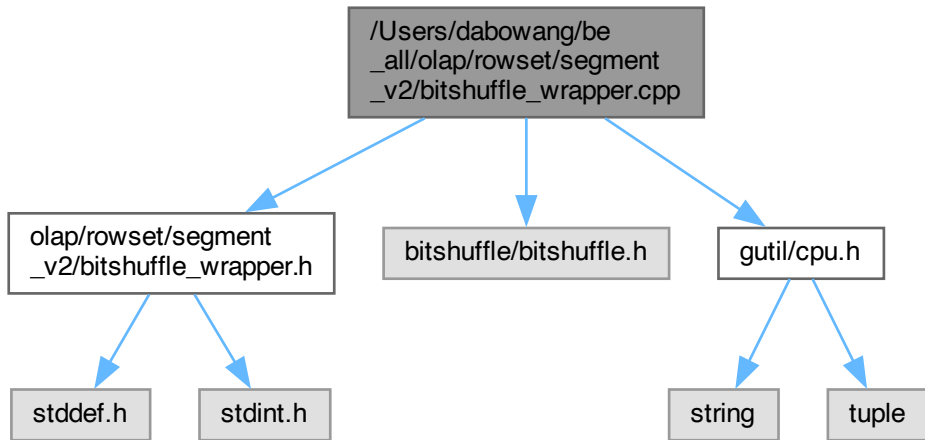 /Users/dabowang/be
_all/olap/rowset/segment
_v2/bitshuffle_wrapper.cpp
olap/rowset/segment
_v2/bitshuffle_wrapper.h
bitshuffle/bitshuffle.h
gutil/cpu.h
stddef.h
stdint.h
string
tuple